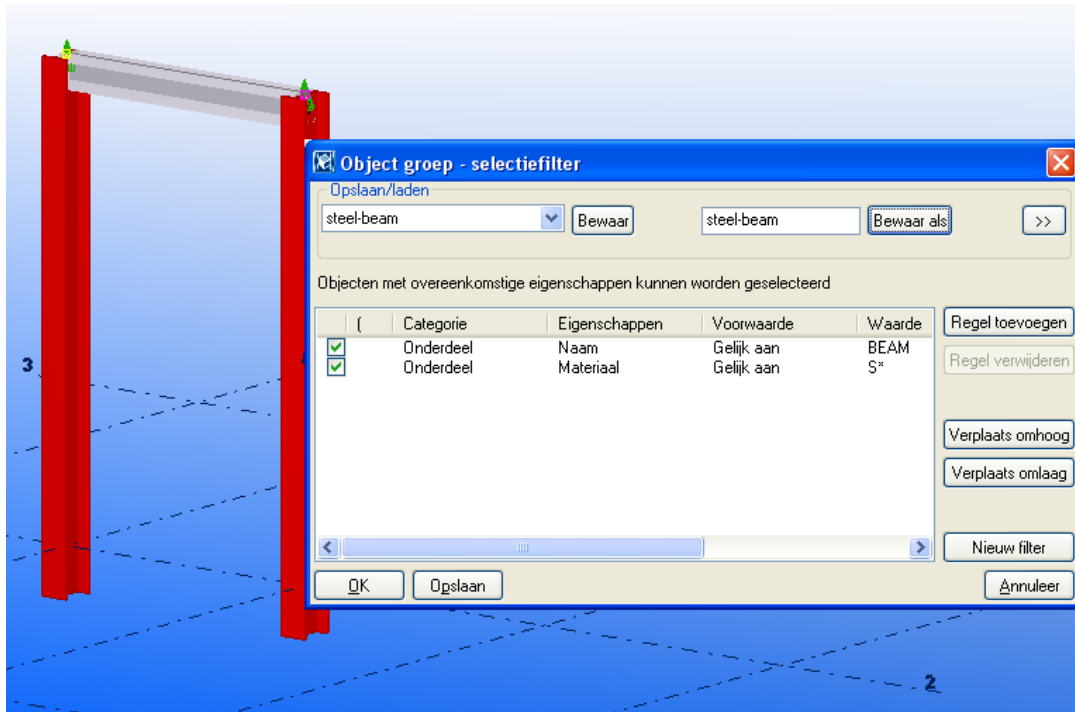 Object groep - selectiefilter
Opslaan/laden
steel-beam Bewaar steel-beam Bewaar als >>
Objecten met overeenkomstige eigenschappen kunnen worden geselecteerd
( Categorie Eigenschappen Voorwaarde Waarde
Onderdeel Naam Gelijk aan BEAM
Onderdeel Materiaal Gelijk aan S*
Regel toevoegen
Regel verwijderen
Verplaats omhoog
Verplaats omlaag
Nieuw filter
OK Opslaan Annuleer
3
2